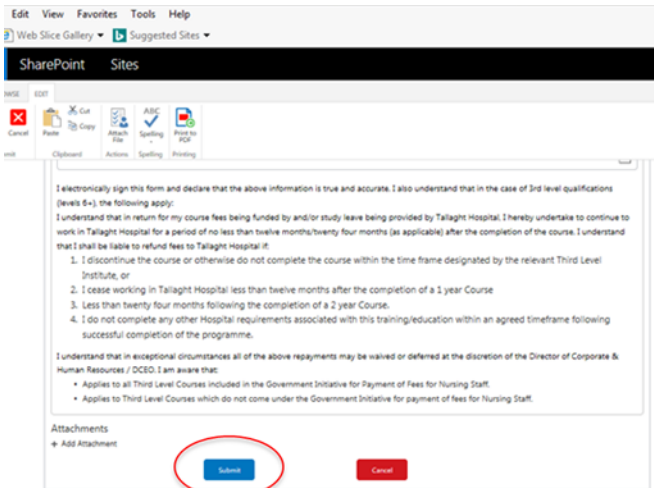 Edit View Favorites Tools Help
Web Slice Gallery Suggested Sites
SharePoint Sites
EDIT
Cancel Paste Cut Copy Attach File Spelling Print to PDF
Clipboard Actions Spelling Printing
I electronically sign this form and declare that the above information is true and accurate. I also understand that in the case of 3rd level qualifications
(levels 6+), the following apply:
I understand that in return for my course fees being funded by and/or study leave being provided by Tallaght Hospital. I hereby undertake to continue to
work in Tallaght Hospital for a period of no less than twelve months/twenty four months (as applicable) after the completion of the course. I understand
that I shall be liable to refund fees to Tallaght Hospital if:
1. I discontinue the course or otherwise do not complete the course within the time frame designated by the relevant Third Level
Institute, or
2. I cease working in Tallaght Hospital less than twelve months after the completion of a 1 year Course
3. Less than twenty four months following the completion of a 2 year Course.
4. I do not complete any other Hospital requirements associated with this training/education within an agreed timeframe following
successful completion of the programme.
I understand that in exceptional circumstances all of the above repayments may be waived or deferred at the discretion of the Director of Corporate &
Human Resources / DCEO. I am aware that:
• Applies to all Third Level Courses included in the Government Initiative for Payment of Fees for Nursing Staff.
• Applies to Third Level Courses which do not come under the Government Initiative for payment of fees for Nursing Staff.
Attachments
+ Add Attachment
Submit Cancel